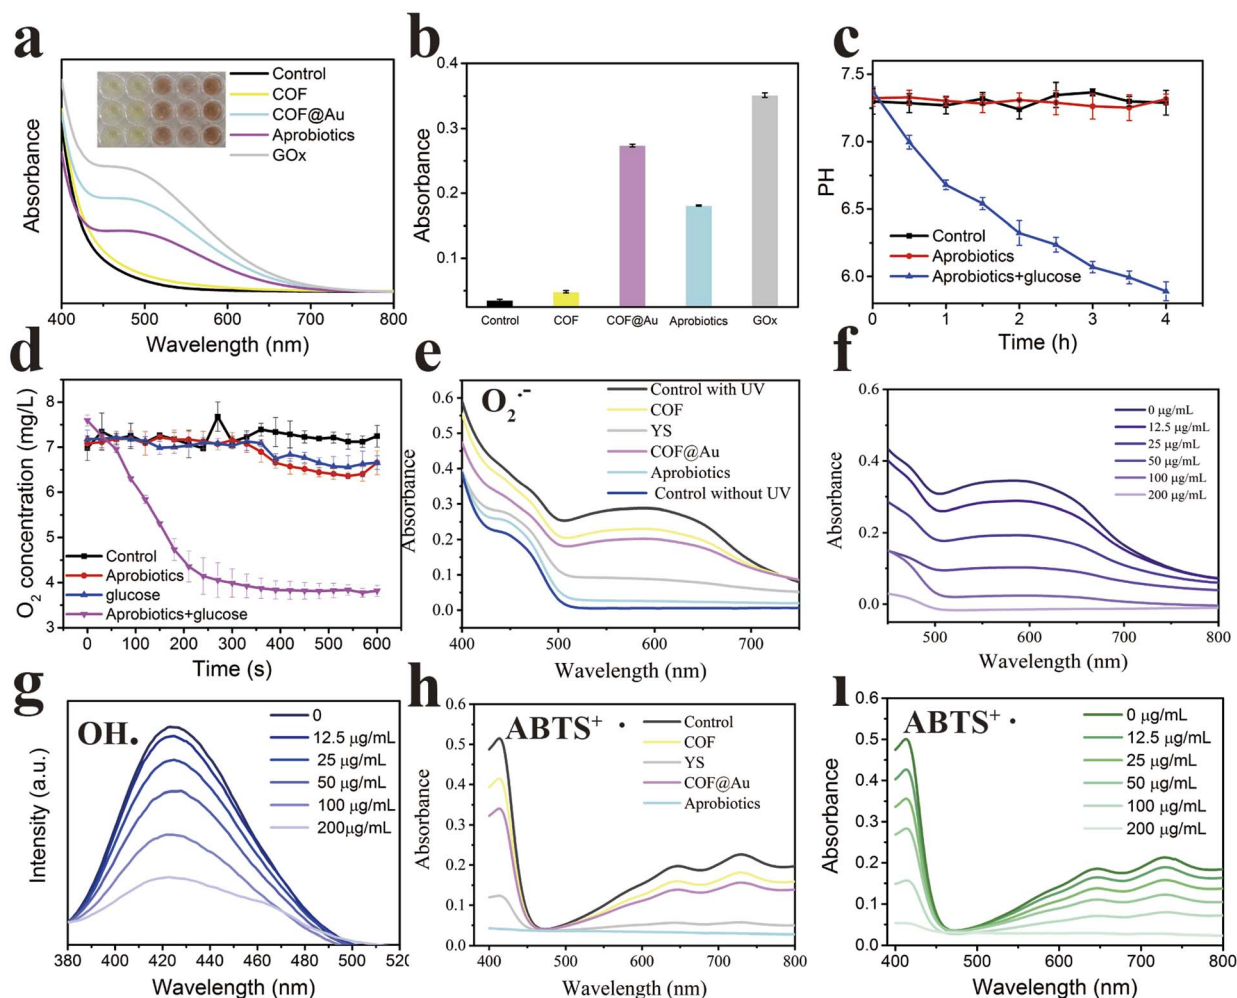 a
Control
COF
COF@Au
Aprobiotics
GOx
Absorbance
400 500 600 700 800
Wavelength (nm)
b
0.4
0.3
0.2
0.1
Absorbance
Control COF COF@Au Aprobiotics GOx
c
7.5
7.0
6.5
6.0
PH
Control
Aprobiotics
Aprobiotics+glucose
0 1 2 3 4
Time (h)
d
8
7
6
5
4
3
O2 concentration (mg/L)
Control
Aprobiotics
glucose
Aprobiotics+glucose
0 100 200 300 400 500 600
Time (s)
e
O2·-
Control with UV
COF
YS
COF@Au
Aprobiotics
Control without UV
0.6
0.5
0.4
0.3
0.2
0.1
0.0
Absorbance
400 500 600 700
Wavelength (nm)
f
0.6
0.4
0.2
0.0
Absorbance
0 μg/mL
12.5 μg/mL
25 μg/mL
50 μg/mL
100 μg/mL
200 μg/mL
500 600 700 800
Wavelength (nm)
g
OH.
0
12.5 μg/mL
25 μg/mL
50 μg/mL
100 μg/mL
200μg/mL
Intensity (a.u.)
380 400 420 440 460 480 500 520
Wavelength (nm)
h
ABTS+ ·
Control
COF
YS
COF@Au
Aprobiotics
0.6
0.5
0.4
0.3
0.2
0.1
0.0
Absorbance
400 500 600 700 800
Wavelength (nm)
ı
ABTS+ ·
0 μg/mL
12.5 μg/mL
25 μg/mL
50 μg/mL
100 μg/mL
200 μg/mL
0.6
0.5
0.4
0.3
0.2
0.1
0.0
Absorbance
400 500 600 700 800
Wavelength (nm)